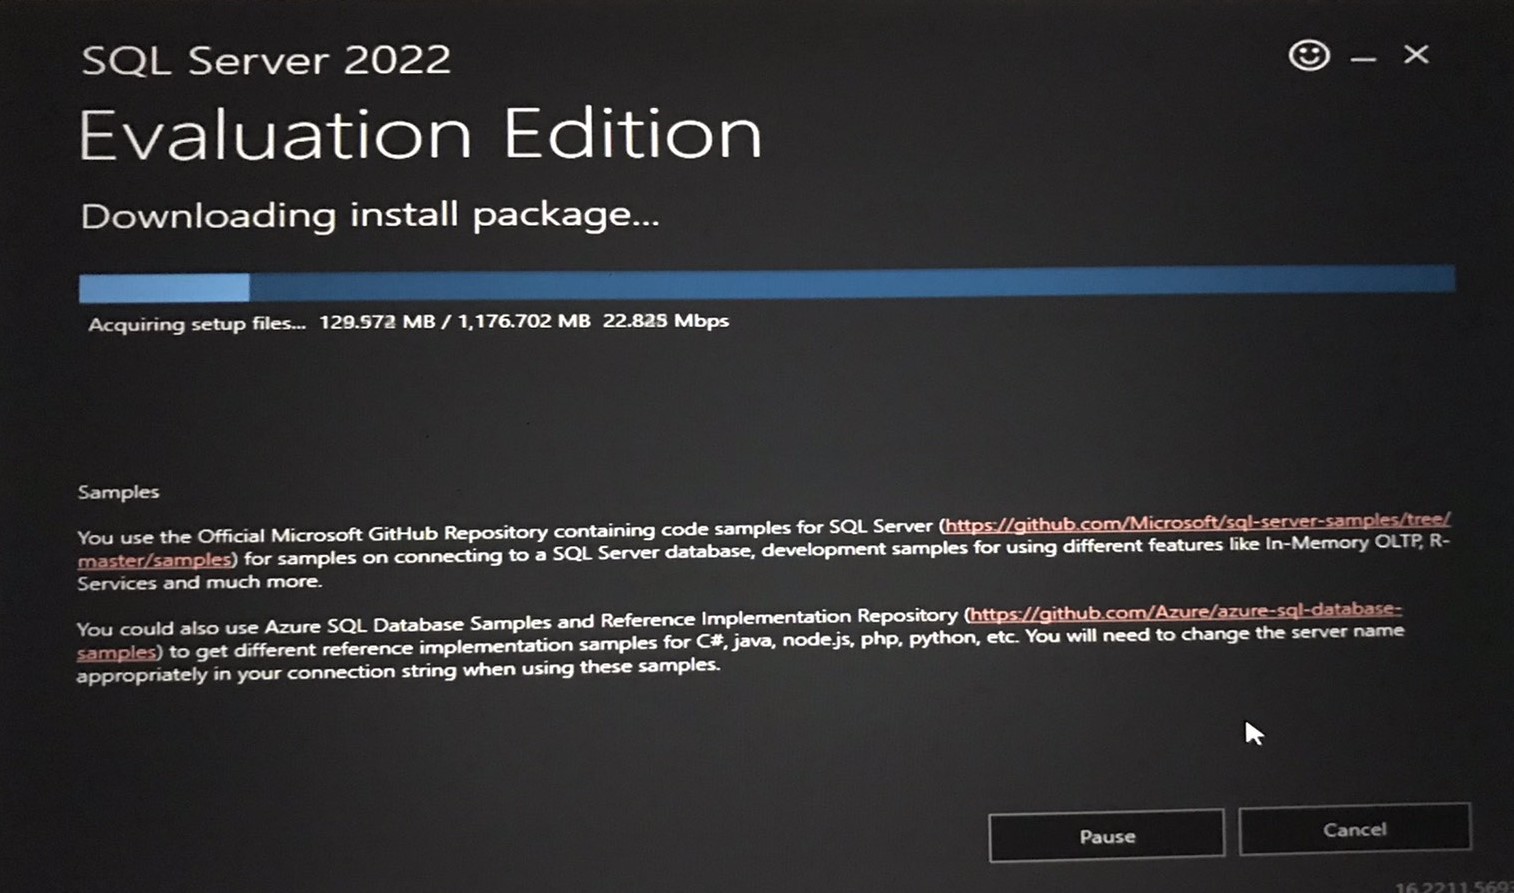 SQL Server 2022
Evaluation Edition
Downloading install package...
Acquiring setup files... 129.572 MB / 1,176.702 MB 22.825 Mbps
Samples
You use the Official Microsoft GitHub Repository containing code samples for SQL Server (https://github.com/Microsoft/sql-server-samples/tree/
master/samples) for samples on connecting to a SQL Server database, development samples for using different features like In-Memory OLTP, R-
Services and much more.
You could also use Azure SQL Database Samples and Reference Implementation Repository (https://github.com/Azure/azure-sql-database-
samples) to get different reference implementation samples for C#, java, node.js, php, python, etc. You will need to change the server name
appropriately in your connection string when using these samples.
Pause
Cancel